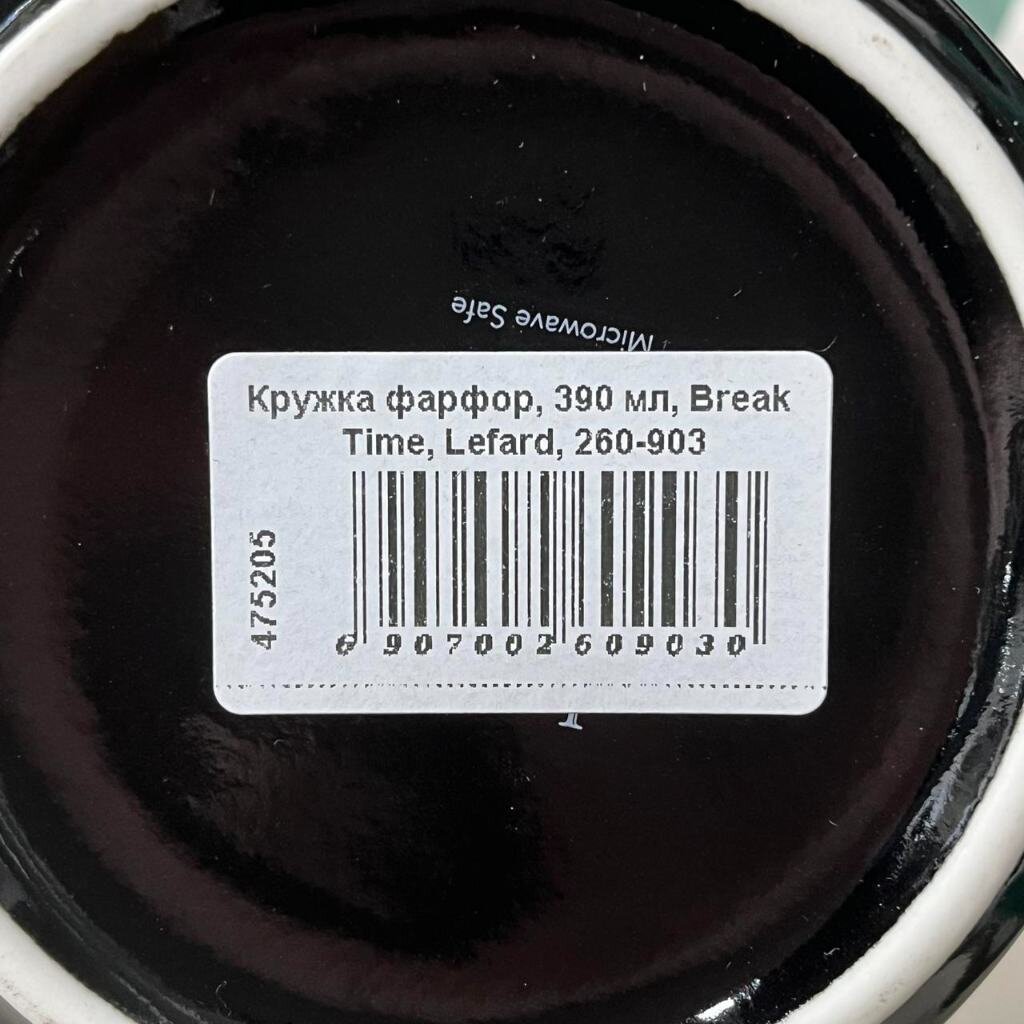 Microwave Safe
Кружка фарфор, 390 мл, Break
Time, Lefard, 260-903
475205
6 907002 609030